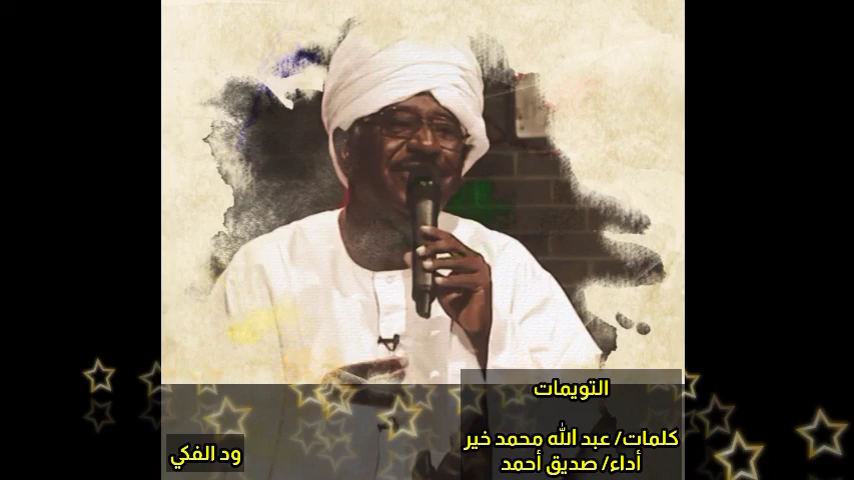 التويمات
كلمات/ عبد الله محمد خير
أداء/ صديق أحمد
ود الفكي